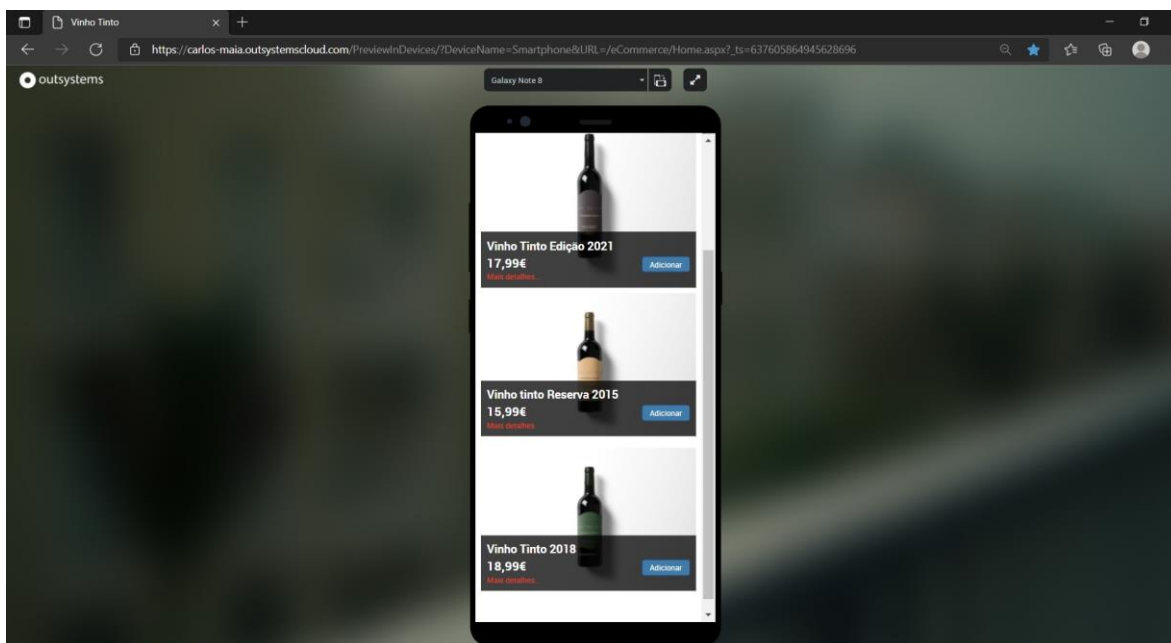 Vinho Tinto
https://carlos-maia.outsystemscloud.com/PreviewInDevices/?DeviceName=Smartphone&URL=/eCommerce/Home.aspx?_ts=637605864945628696
outsystems
Galaxy Note 8
Vinho Tinto Edição 2021
17,99€
Adicionar
Mais detalhes..
Vinho tinto Reserva 2015
15,99€
Adicionar
Mais detalhes
Vinho Tinto 2018
18,99€
Adicionar
Mais detalhes..